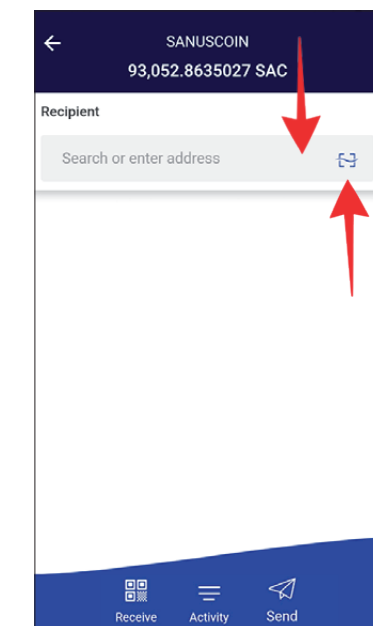 SANUSCOIN
93,052.8635027 SAC
Recipient
Search or enter address
Receive Activity Send